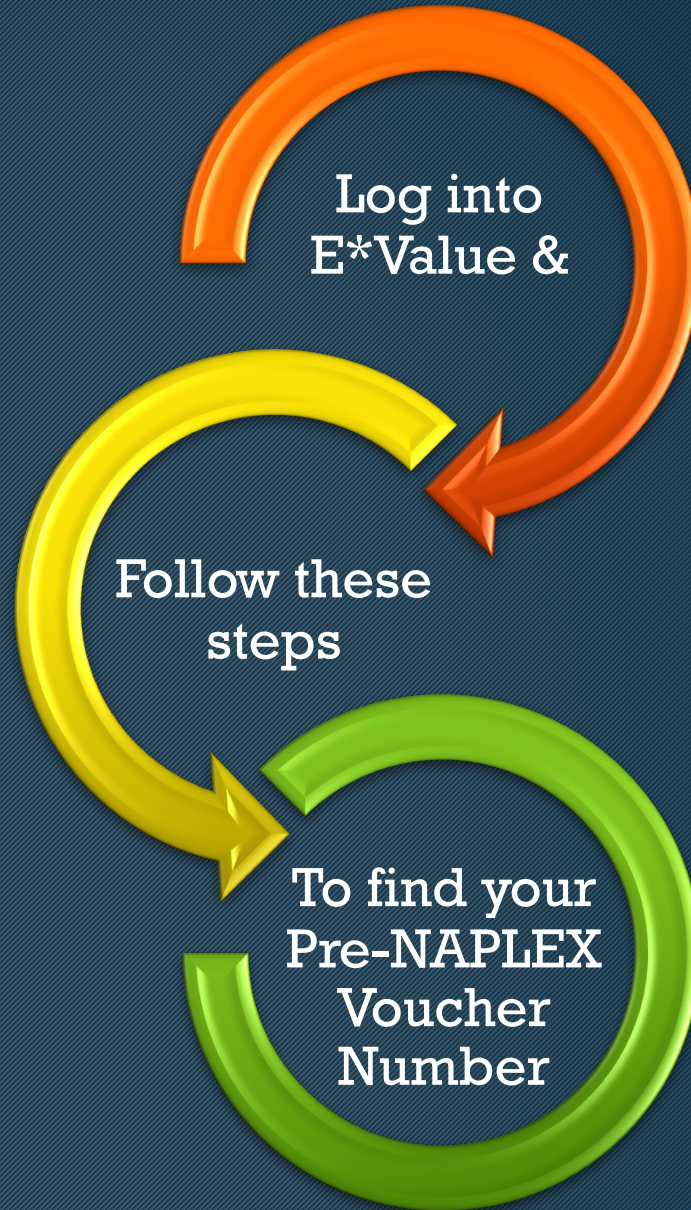 Log into
E*Value &
Follow these
steps
To find your
Pre-NAPLEX
Voucher
Number